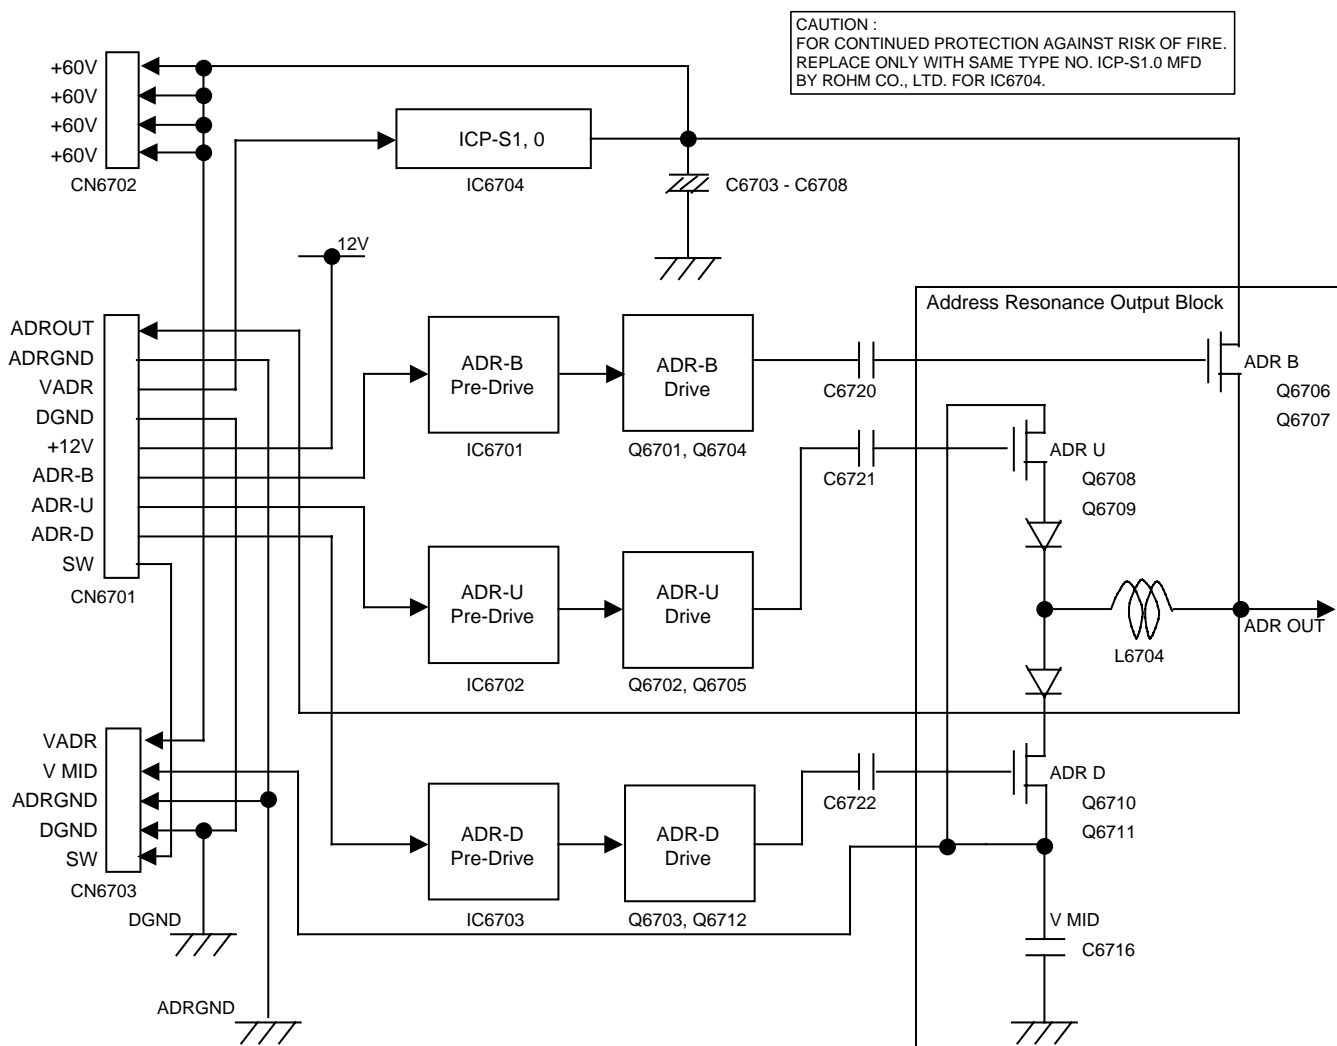 CAUTION :
FOR CONTINUED PROTECTION AGAINST RISK OF FIRE.
REPLACE ONLY WITH SAME TYPE NO. ICP-S1.0 MFD
BY ROHM CO., LTD. FOR IC6704.
+60V
+60V
+60V
+60V
CN6702
ICP-S1, 0
IC6704
C6703 - C6708
12V
Address Resonance Output Block
ADROUT
ADRGND
VADR
DGND
+12V
ADR-B
ADR-U
ADR-D
SW
CN6701
ADR-B
Pre-Drive
IC6701
ADR-B
Drive
Q6701, Q6704
C6720
ADR B
Q6706
Q6707
C6721
ADR U
Q6708
Q6709
ADR-U
Pre-Drive
IC6702
ADR-U
Drive
Q6702, Q6705
L6704
ADR OUT
VADR
V MID
ADRGND
DGND
SW
CN6703
ADR-D
Pre-Drive
IC6703
ADR-D
Drive
Q6703, Q6712
C6722
ADR D
Q6710
Q6711
DGND
V MID
C6716
ADRGND